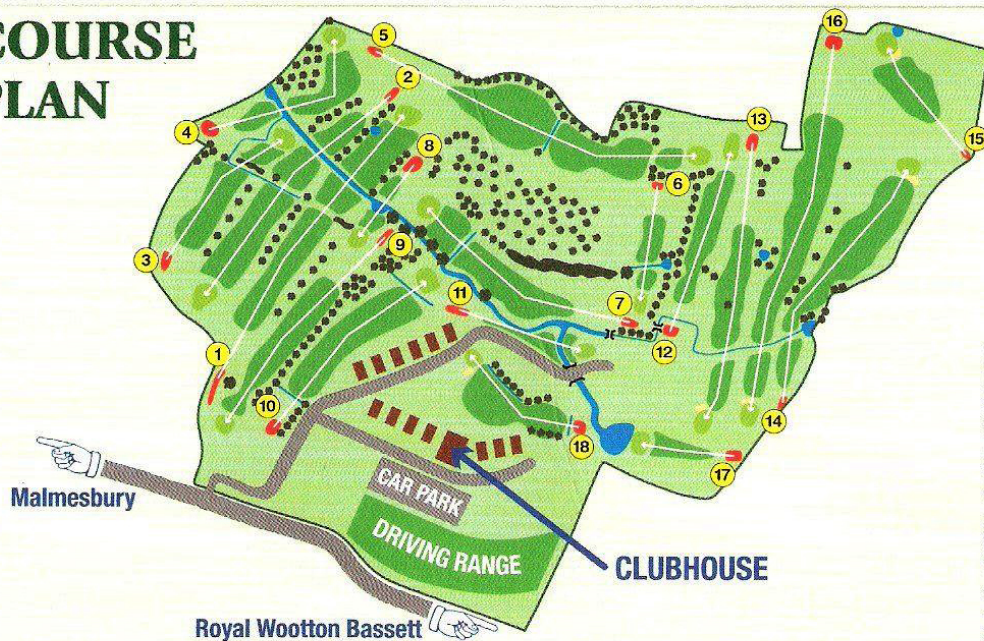 COURSE
PLAN
16
5
2
13
4
8
15
6
3
9
11
7
12
1
10
14
18
17
Malmesbury
CAR PARK
DRIVING RANGE
CLUBHOUSE
Royal Wootton Bassett